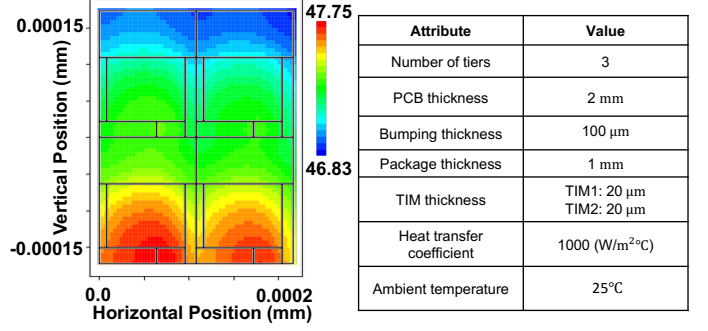 47.75
0.00015
Vertical Position (mm)
-0.00015
46.83
0.0
0.0002
Horizontal Position (mm)
Attribute Value
Number of tiers 3
PCB thickness 2 mm
Bumping thickness 100 μm
Package thickness 1 mm
TIM thickness TIM1: 20 μm
TIM2: 20 μm
Heat transfer
coefficient 1000 (W/m²℃)
Ambient temperature 25℃